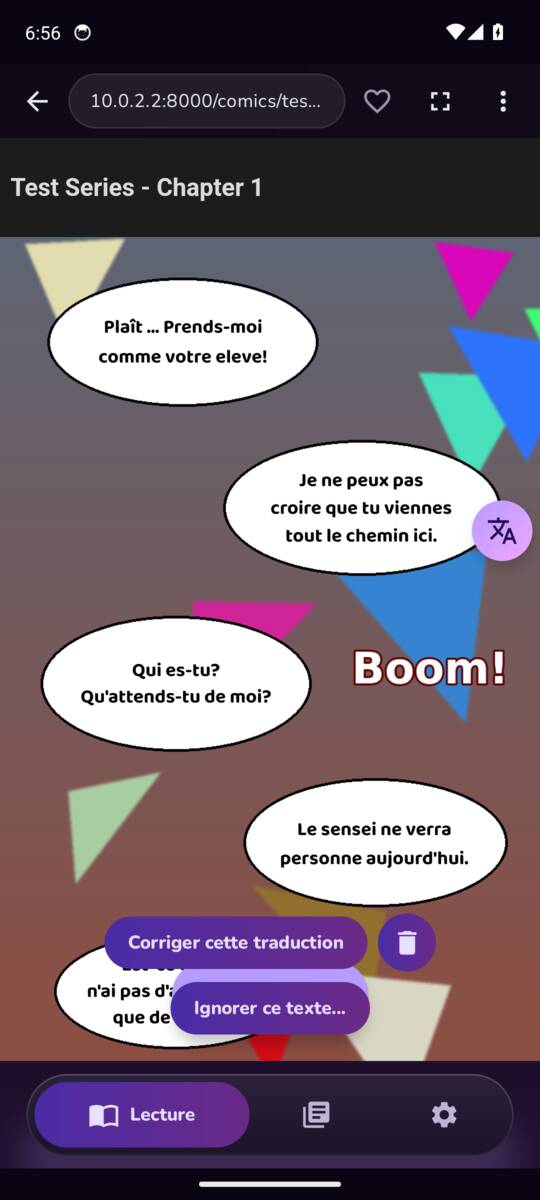 6:56
10.0.2.2:8000/comics/tes...
Test Series - Chapter 1
Plaît ... Prends-moi
comme votre eleve!
Je ne peux pas
croire que tu viennes
tout le chemin ici.
Qui es-tu?
Qu'attends-tu de moi?
Boom!
Le sensei ne verra
personne aujourd'hui.
Corriger cette traduction
n'ai pas d'
que de
Ignorer ce texte...
Lecture